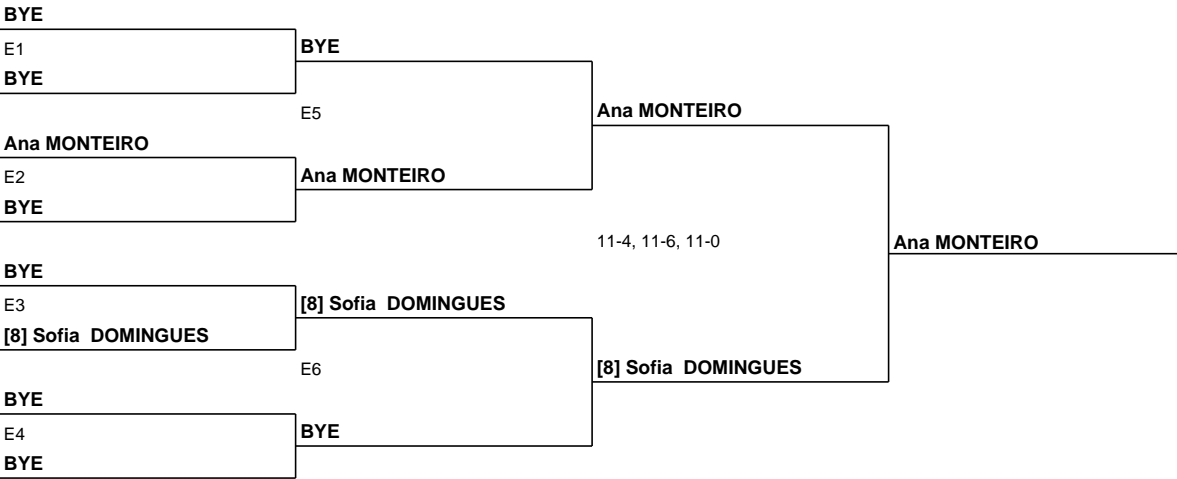 BYE
E1
BYE
BYE
E5
Ana MONTEIRO
Ana MONTEIRO
E2
Ana MONTEIRO
BYE
11-4, 11-6, 11-0
Ana MONTEIRO
BYE
E3
[8] Sofia  DOMINGUES
[8] Sofia  DOMINGUES
E6
[8] Sofia  DOMINGUES
BYE
E4
BYE
BYE